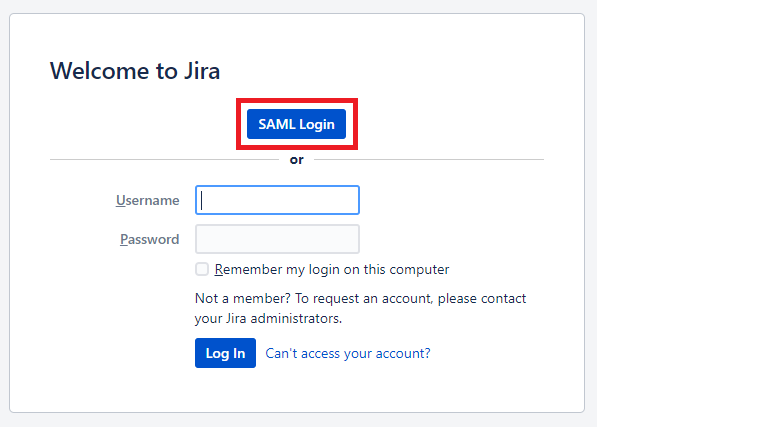 Welcome to Jira
SAML Login
or
Username
Password
Remember my login on this computer
Not a member? To request an account, please contact
your Jira administrators.
Log In Can't access your account?